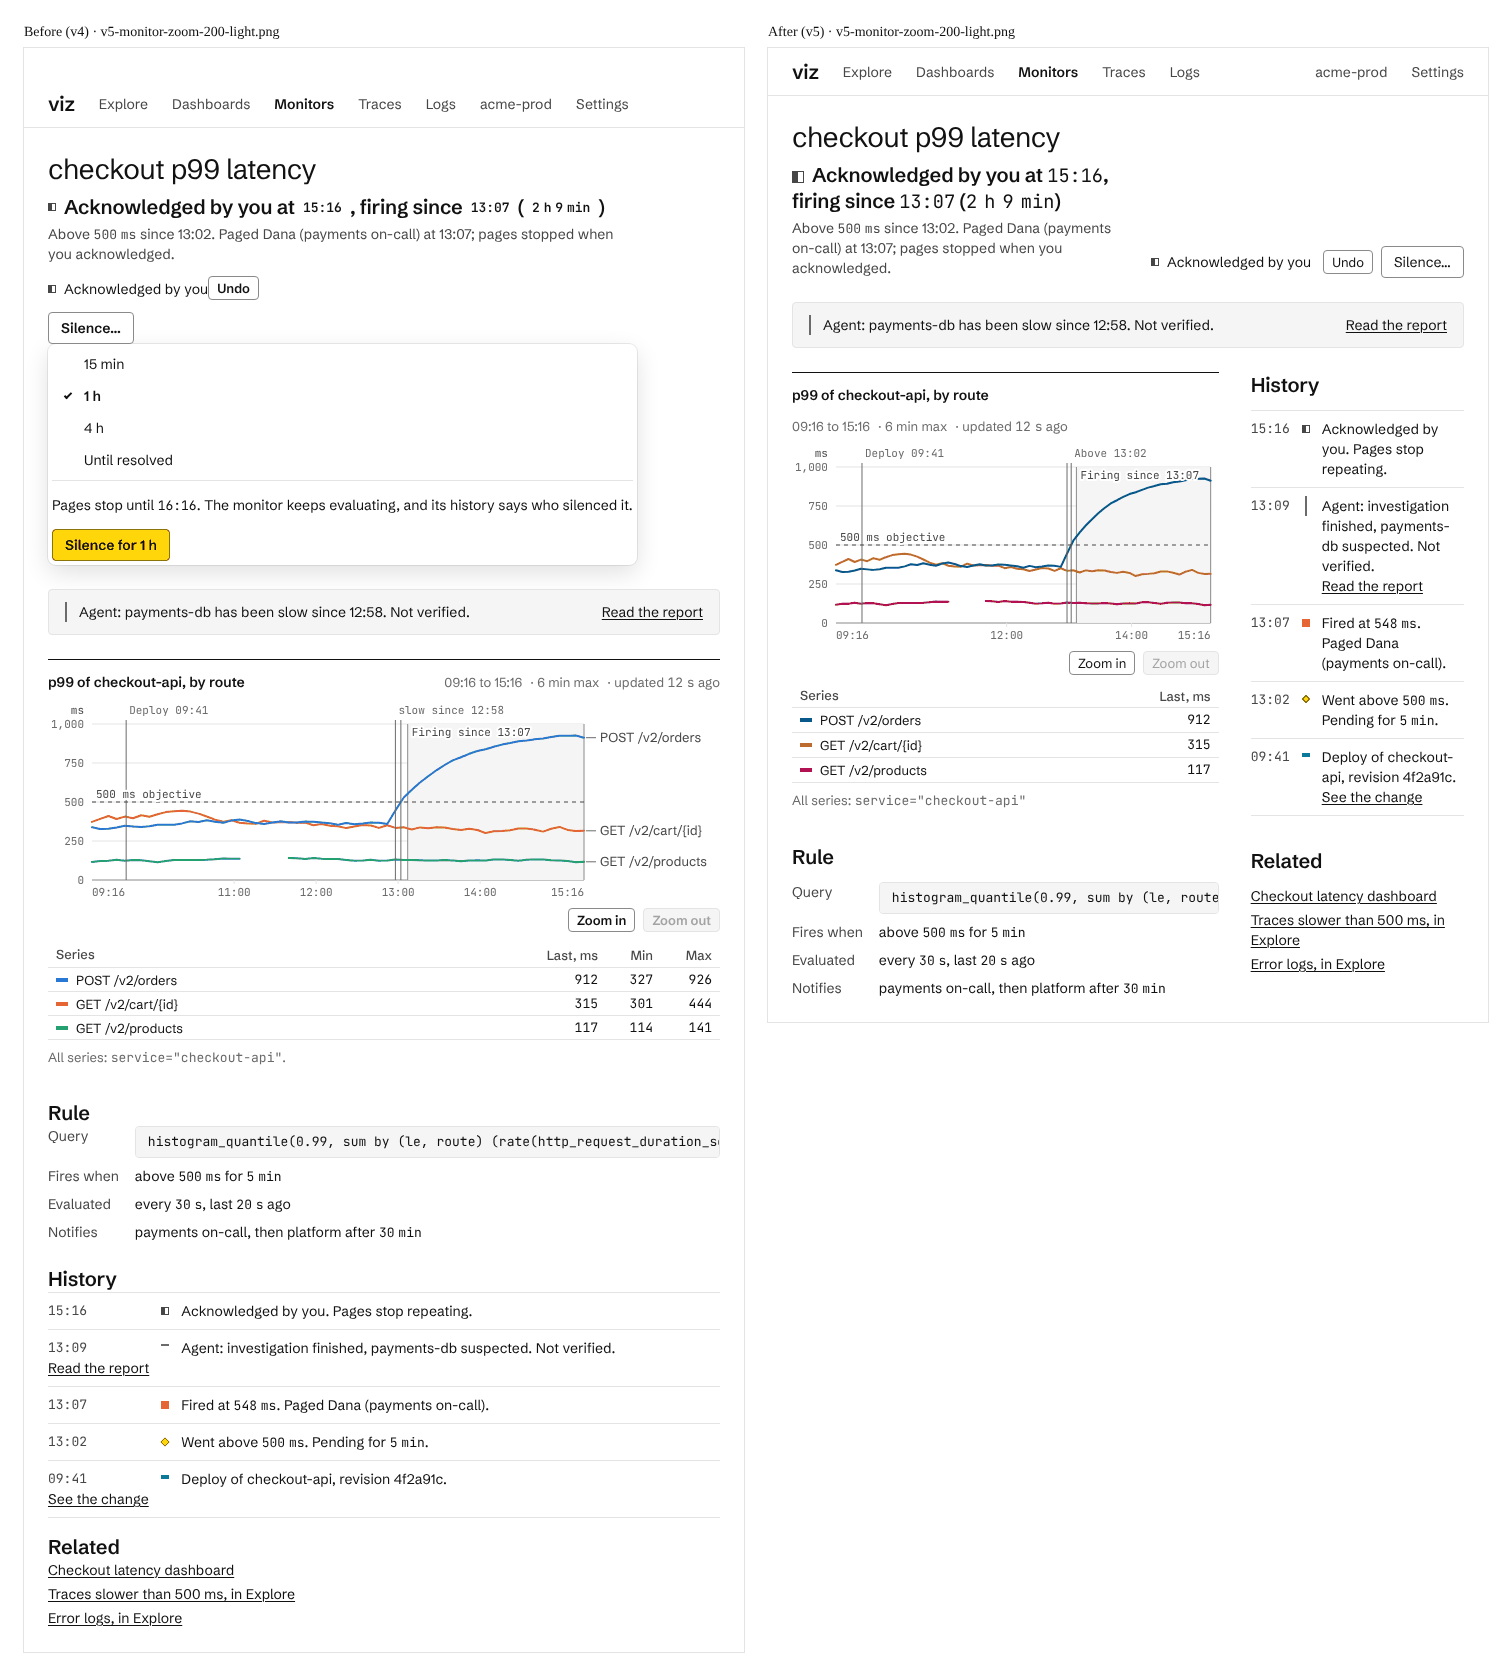 Before (v4) · v5-monitor-zoom-200-light.png
viz Explore Dashboards Monitors Traces Logs acme-prod Settings
checkout p99 latency
Acknowledged by you at 15:16 , firing since 13:07 ( 2 h 9 min )
Above 500 ms since 13:02. Paged Dana (payments on-call) at 13:07; pages stopped when
you acknowledged.
Acknowledged by you Undo
Silence...
15 min
1 h
4 h
Until resolved
Pages stop until 16:16. The monitor keeps evaluating, and its history says who silenced it.
Silence for 1 h
Agent: payments-db has been slow since 12:58. Not verified. Read the report
p99 of checkout-api, by route 09:16 to 15:16 · 6 min max · updated 12 s ago
ms Deploy 09:41 slow since 12:58
1,000 Firing since 13:07
POST /v2/orders
750
500 ms objective
500
GET /v2/cart/{id}
250
GET /v2/products
0
09:16 11:00 12:00 13:00 14:00 15:16
Zoom in Zoom out
Series Last, ms Min Max
POST /v2/orders 912 327 926
GET /v2/cart/{id} 315 301 444
GET /v2/products 117 114 141
All series: service="checkout-api".
Rule
Query histogram_quantile(0.99, sum by (le, route) (rate(http_request_duration_se
Fires when above 500 ms for 5 min
Evaluated every 30 s, last 20 s ago
Notifies payments on-call, then platform after 30 min
History
15:16 Acknowledged by you. Pages stop repeating.
13:09 Agent: investigation finished, payments-db suspected. Not verified.
Read the report
13:07 Fired at 548 ms. Paged Dana (payments on-call).
13:02 Went above 500 ms. Pending for 5 min.
09:41 Deploy of checkout-api, revision 4f2a91c.
See the change
Related
Checkout latency dashboard
Traces slower than 500 ms, in Explore
Error logs, in Explore
After (v5) · v5-monitor-zoom-200-light.png
viz Explore Dashboards Monitors Traces Logs acme-prod Settings
checkout p99 latency
Acknowledged by you at 15:16,
firing since 13:07 (2 h 9 min)
Above 500 ms since 13:02. Paged Dana (payments
on-call) at 13:07; pages stopped when you
acknowledged.
Acknowledged by you Undo Silence...
Agent: payments-db has been slow since 12:58. Not verified. Read the report
p99 of checkout-api, by route
09:16 to 15:16 · 6 min max · updated 12 s ago
ms Deploy 09:41 Above 13:02
1,000 Firing since 13:07
750
500 ms objective
500
250
0
09:16 12:00 14:00 15:16
Zoom in Zoom out
Series Last, ms
POST /v2/orders 912
GET /v2/cart/{id} 315
GET /v2/products 117
All series: service="checkout-api"
Rule
Query histogram_quantile(0.99, sum by (le, route
Fires when above 500 ms for 5 min
Evaluated every 30 s, last 20 s ago
Notifies payments on-call, then platform after 30 min
History
15:16 Acknowledged by
you. Pages stop
repeating.
13:09 Agent: investigation
finished, payments-
db suspected. Not
verified.
Read the report
13:07 Fired at 548 ms.
Paged Dana
(payments on-call).
13:02 Went above 500 ms.
Pending for 5 min.
09:41 Deploy of checkout-
api, revision 4f2a91c.
See the change
Related
Checkout latency dashboard
Traces slower than 500 ms, in
Explore
Error logs, in Explore